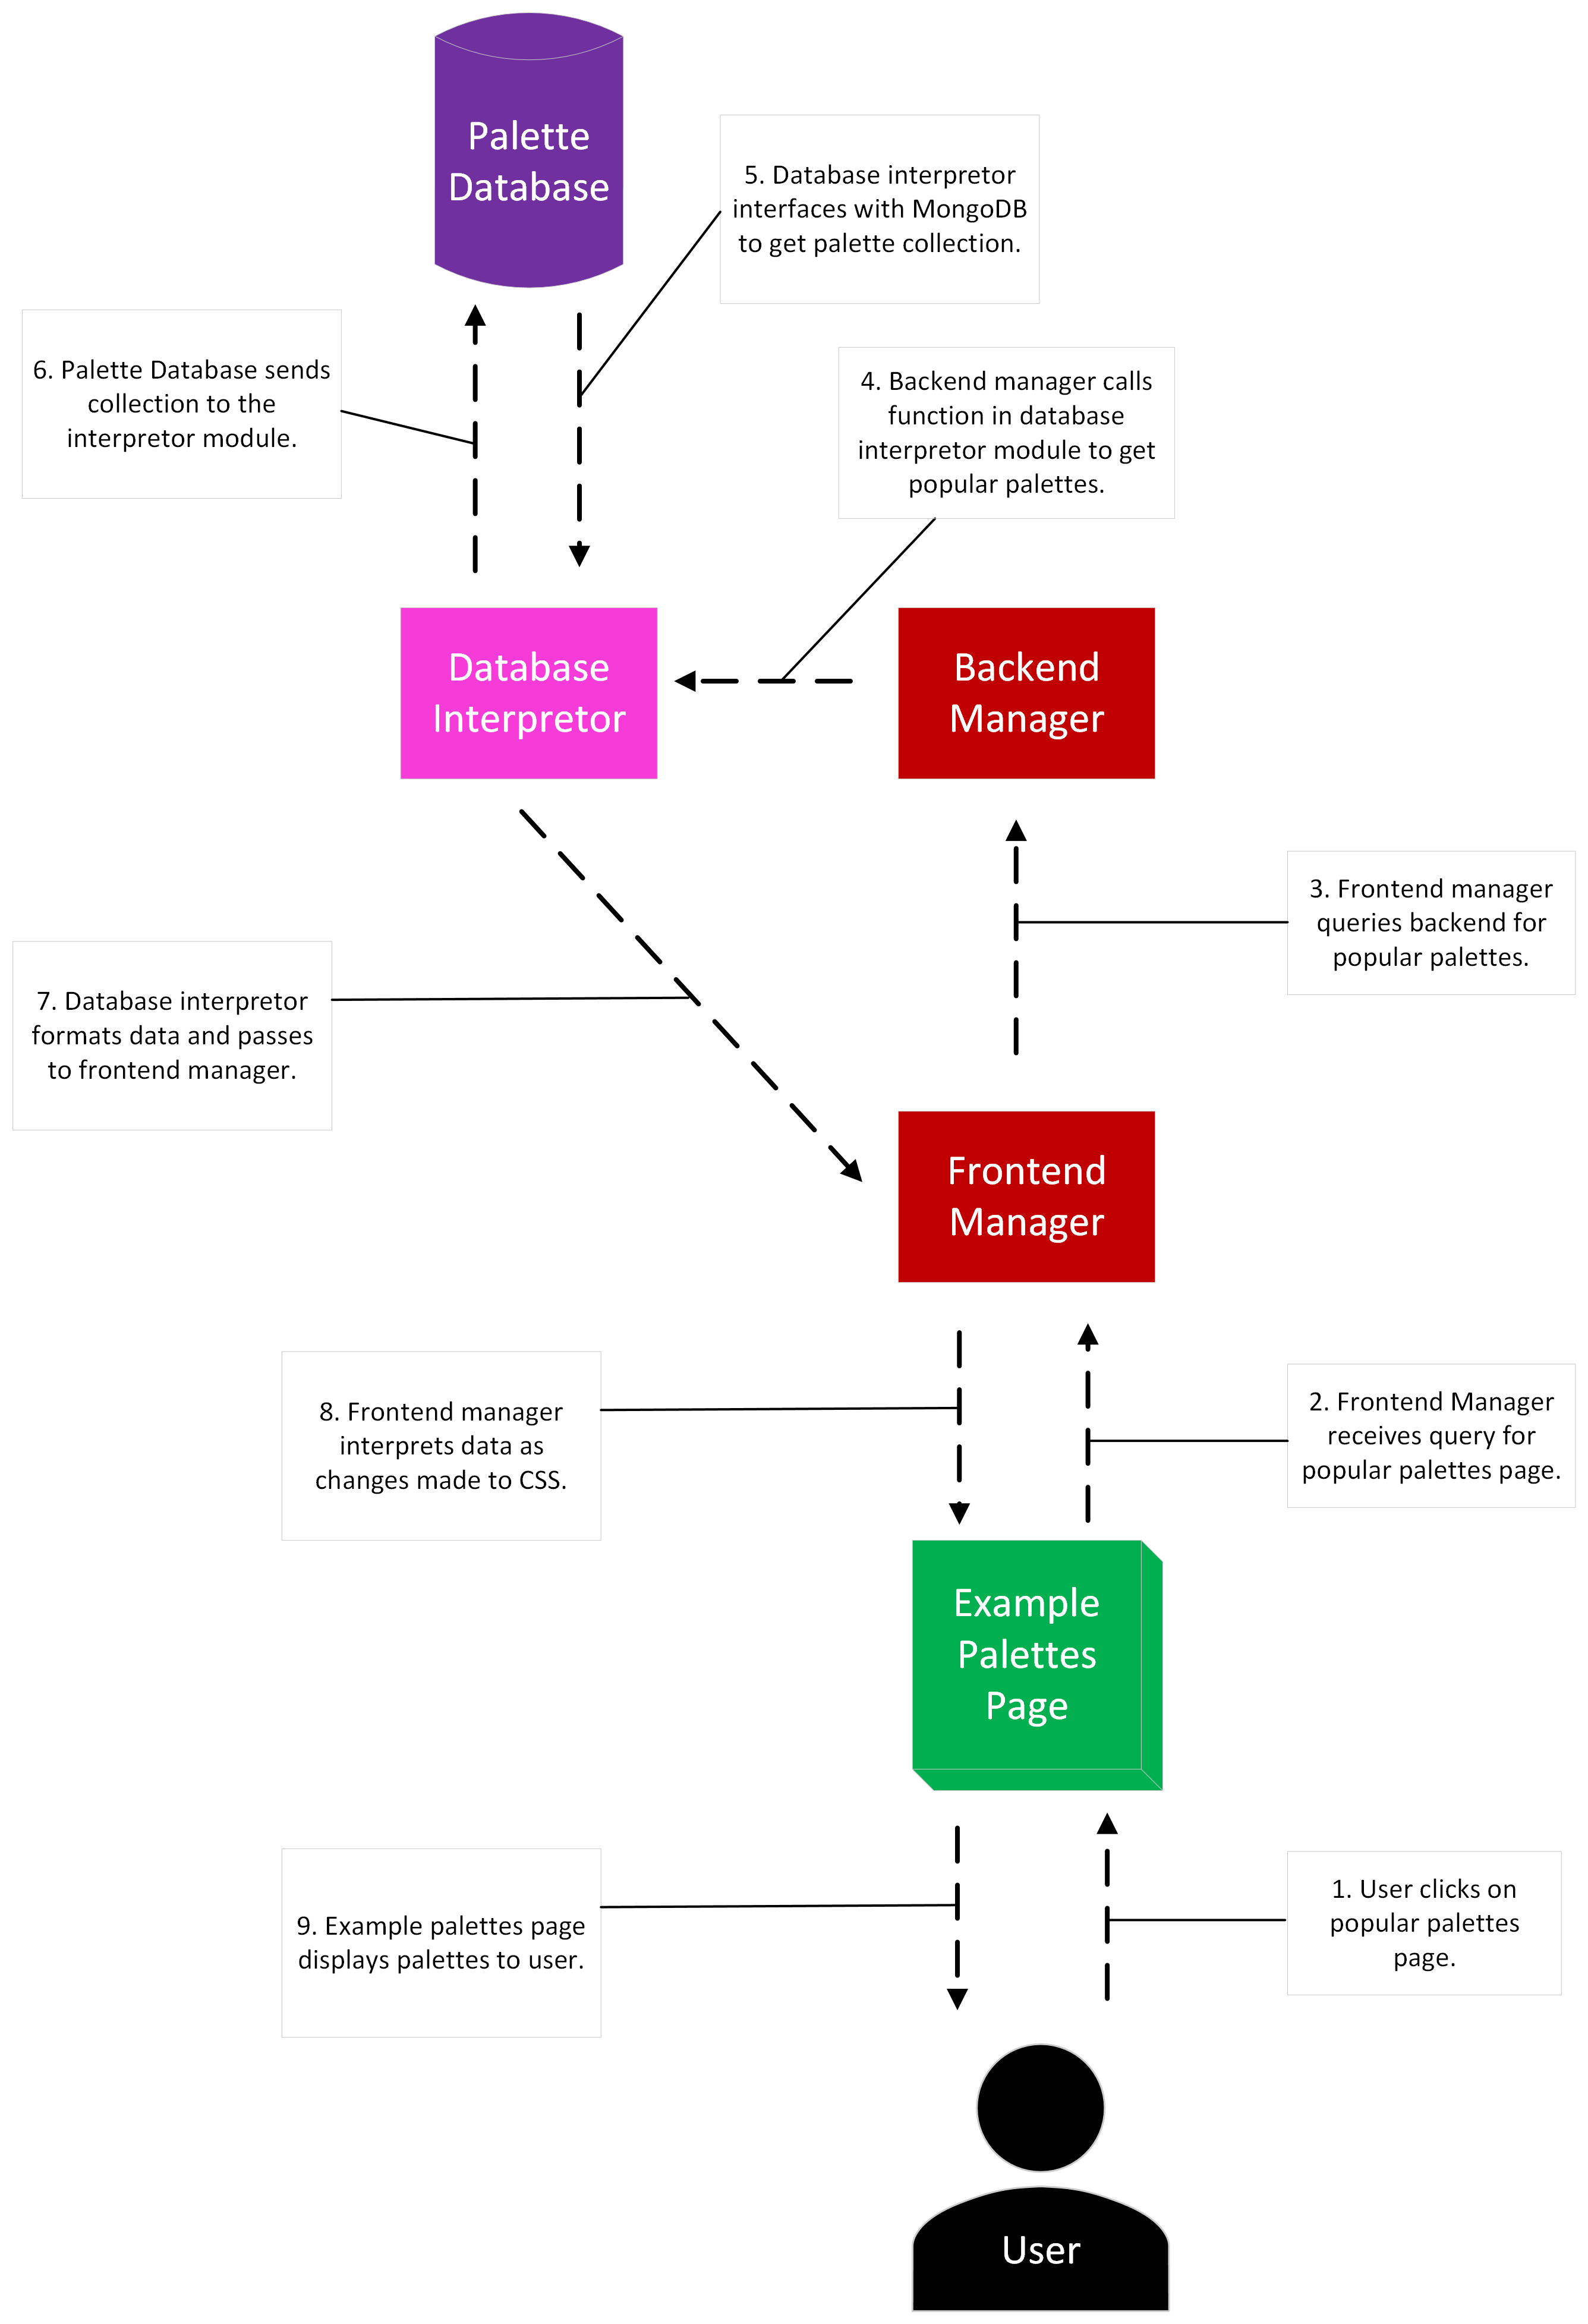 Palette
Database
5. Database interpretor
interfaces with MongoDB
to get palette collection.
6. Palette Database sends
collection to the
interpretor module.
4. Backend manager calls
function in database
interpretor module to get
popular palettes.
Database
Interpretor
Backend
Manager
3. Frontend manager
queries backend for
popular palettes.
7. Database interpretor
formats data and passes
to frontend manager.
Frontend
Manager
8. Frontend manager
interprets data as
changes made to CSS.
2. Frontend Manager
receives query for
popular palettes page.
Example
Palettes
Page
9. Example palettes page
displays palettes to user.
1. User clicks on
popular palettes
page.
User